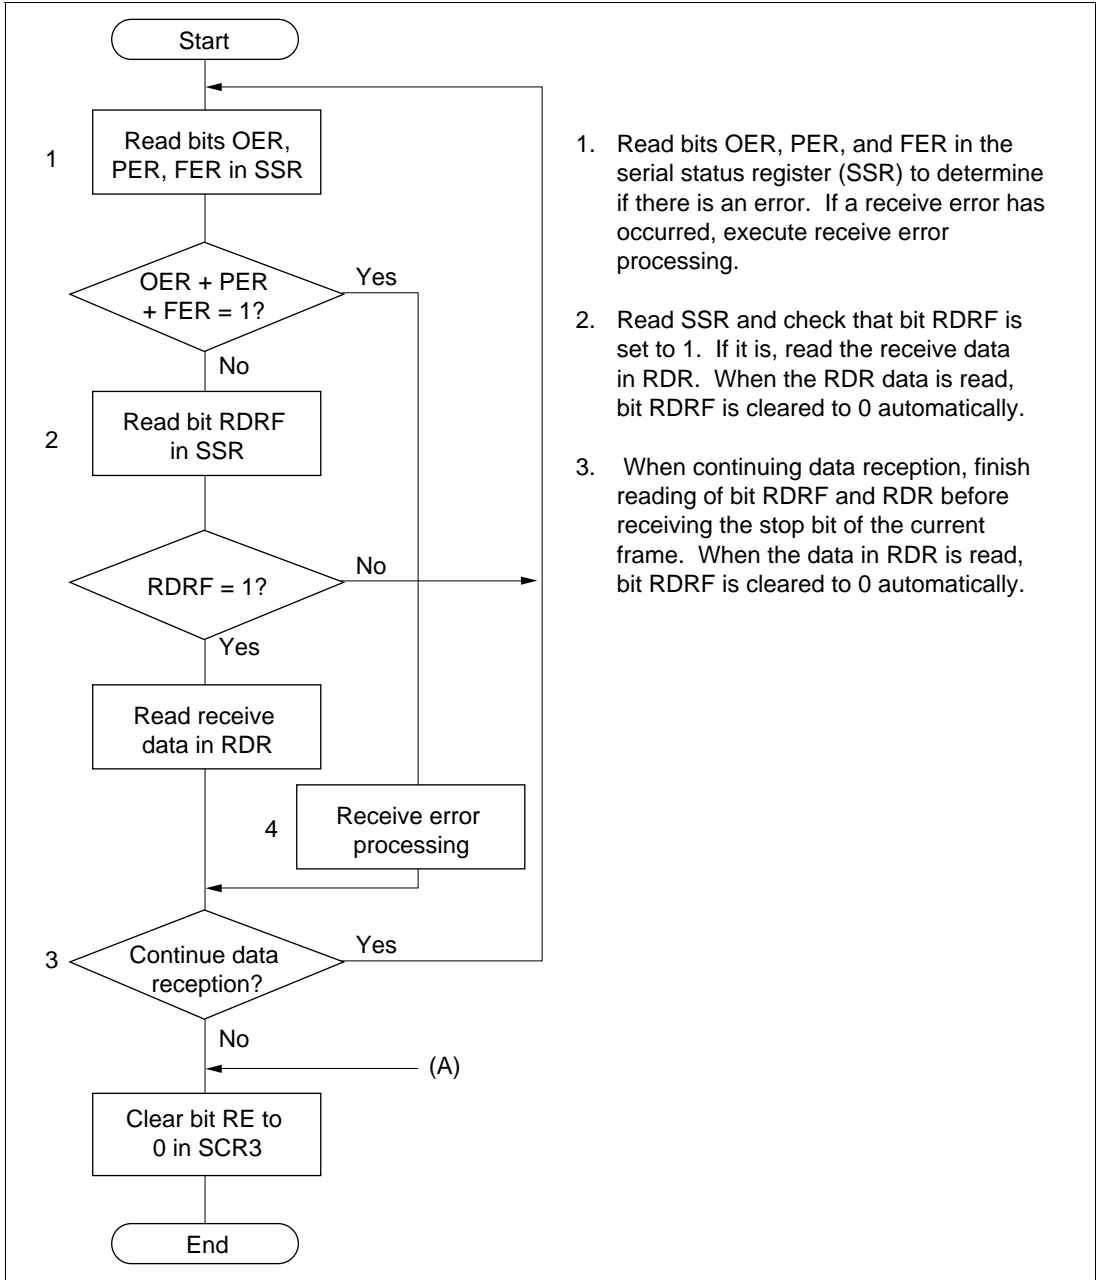 Start
1
Read bits OER,
PER, FER in SSR
OER + PER
+ FER = 1?
Yes
No
2
Read bit RDRF
in SSR
RDRF = 1?
No
Yes
Read receive
data in RDR
4
Receive error
processing
3
Continue data
reception?
Yes
No
(A)
Clear bit RE to
0 in SCR3
End
1. Read bits OER, PER, and FER in the
serial status register (SSR) to determine
if there is an error. If a receive error has
occurred, execute receive error
processing.
2. Read SSR and check that bit RDRF is
set to 1. If it is, read the receive data
in RDR. When the RDR data is read,
bit RDRF is cleared to 0 automatically.
3. When continuing data reception, finish
reading of bit RDRF and RDR before
receiving the stop bit of the current
frame. When the data in RDR is read,
bit RDRF is cleared to 0 automatically.